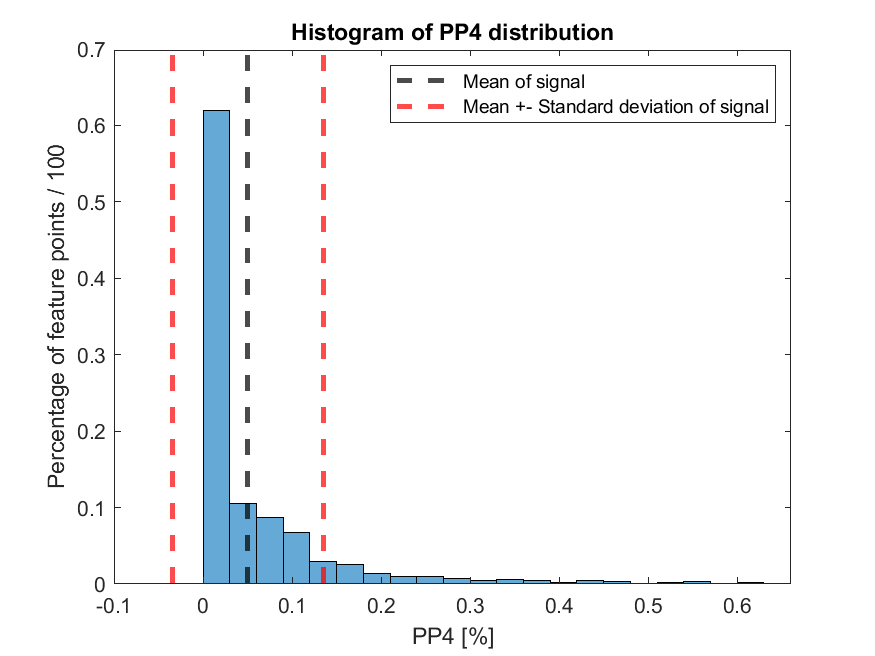 Histogram of PP4 distribution
0.7
0.6
0.5
0.4
0.3
0.2
0.1
0
Percentage of feature points / 100
Mean of signal
Mean +- Standard deviation of signal
-0.1 0 0.1 0.2 0.3 0.4 0.5 0.6
PP4 [%]